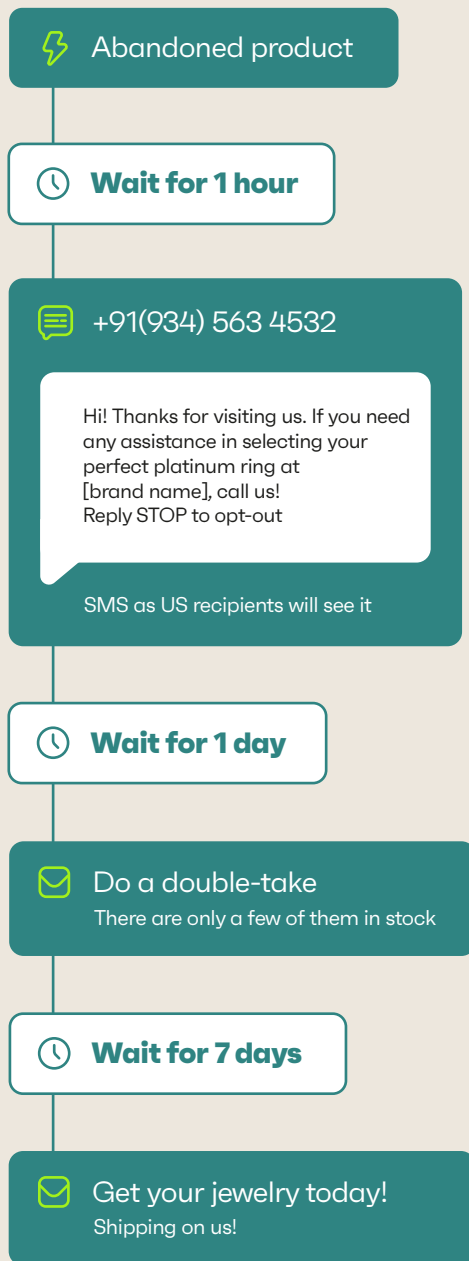 Abandoned product
Wait for 1 hour
+91(934) 563 4532
Hi! Thanks for visiting us. If you need
any assistance in selecting your
perfect platinum ring at
[brand name], call us!
Reply STOP to opt-out
SMS as US recipients will see it
Wait for 1 day
Do a double-take
There are only a few of them in stock
Wait for 7 days
Get your jewelry today!
Shipping on us!